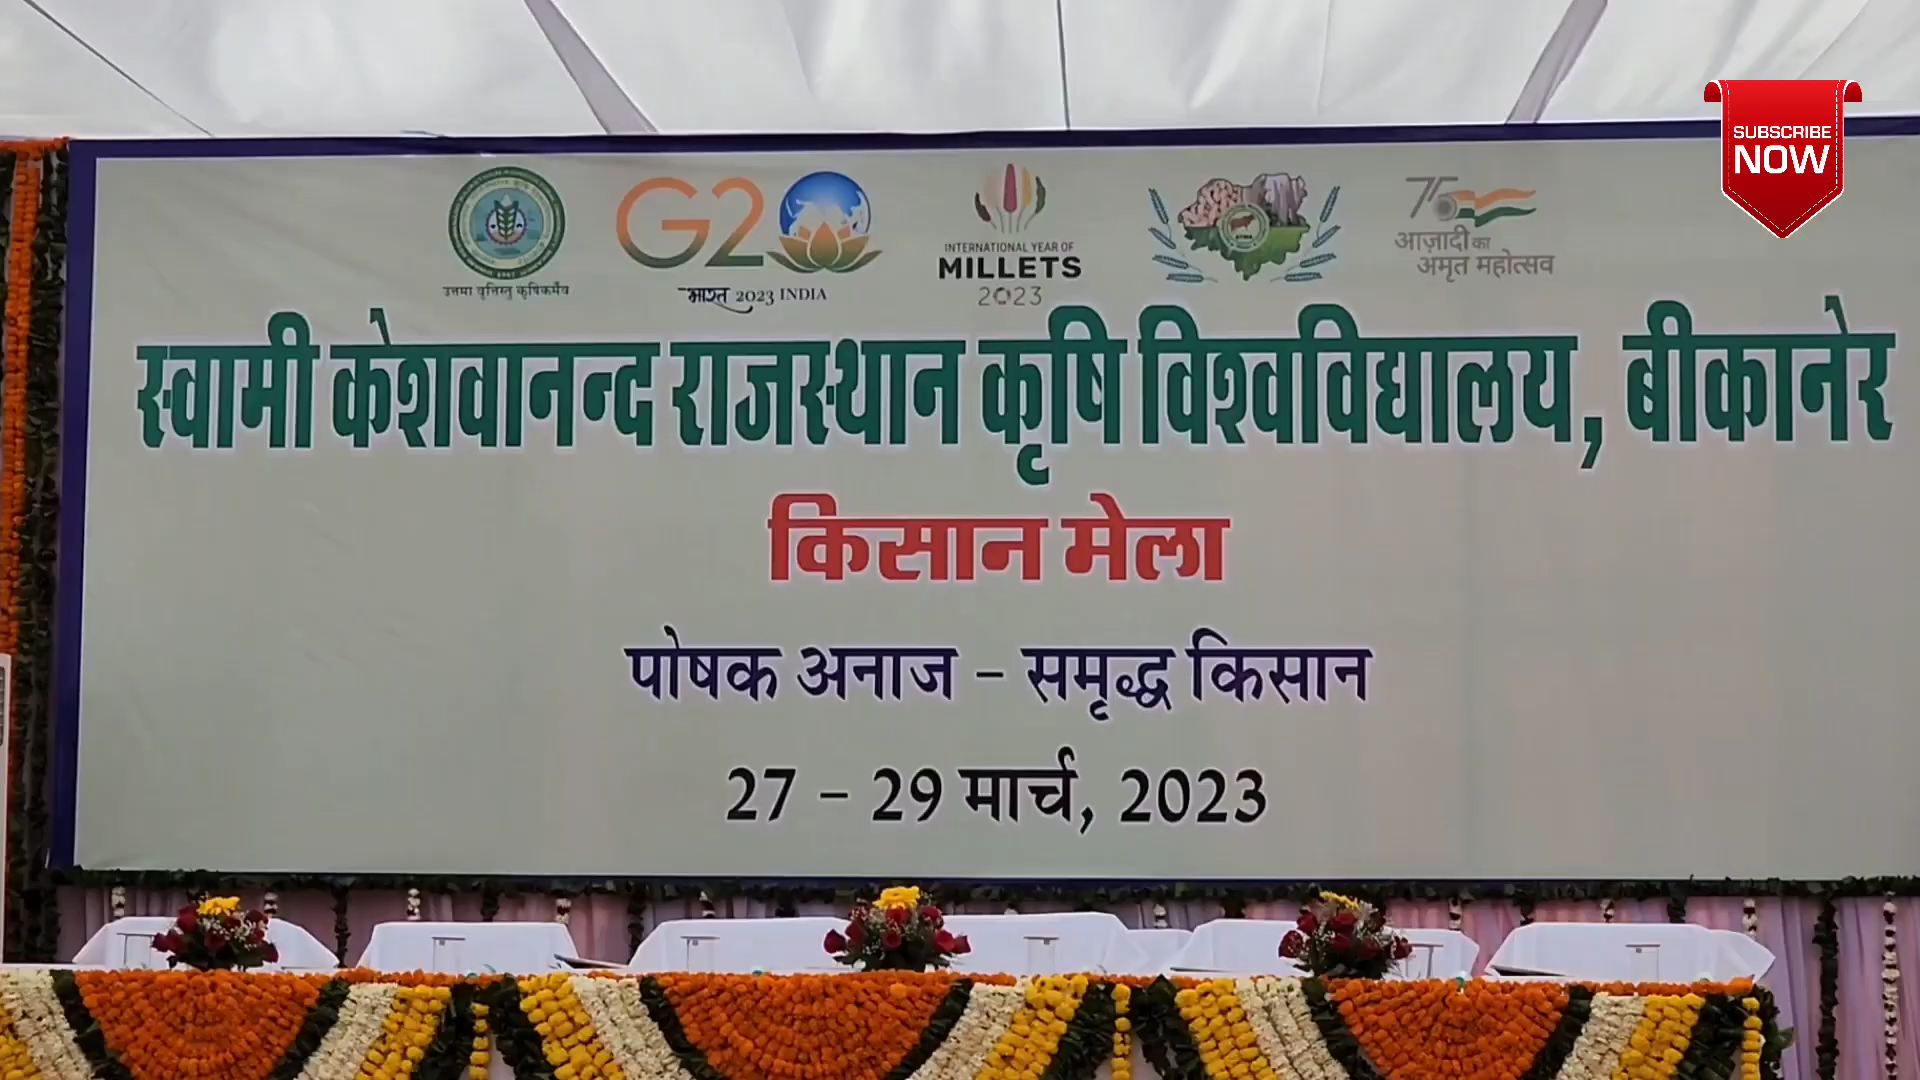 SUBSCRIBE
NOW
उत्तमा वृत्तिस्तु कृषिकर्मेव
G20
भारत 2023 INDIA
INTERNATIONAL YEAR OF
MILLETS
2023
75
आज़ादी का
अमृत महोत्सव
स्वामी केशवानन्द राजस्थान कृषि विश्वविद्यालय, बीकानेर
किसान मेला
पोषक अनाज - समृद्ध किसान
27 - 29 मार्च, 2023